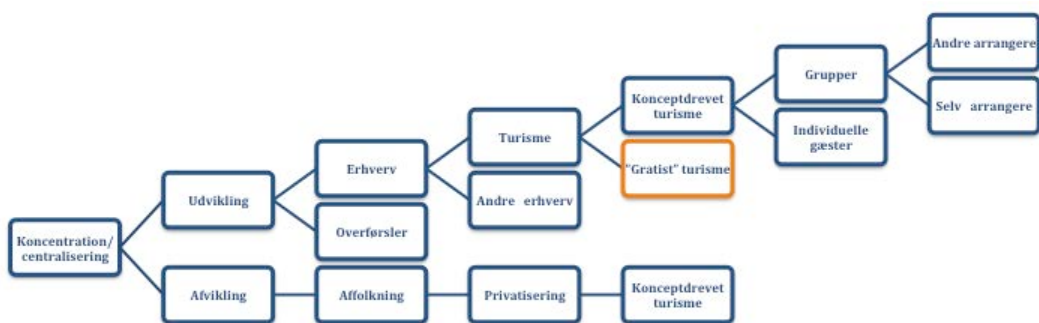 Koncentration/
centralisering
Udvikling
Afvikling
Erhverv
Overførsler
Affolkning
Turisme
Andre erhverv
Privatisering
Konceptdrevet
turisme
"Gratist" turisme
Konceptdrevet
turisme
Grupper
Individuelle
gæster
Andre arrangere
Selv arrangere